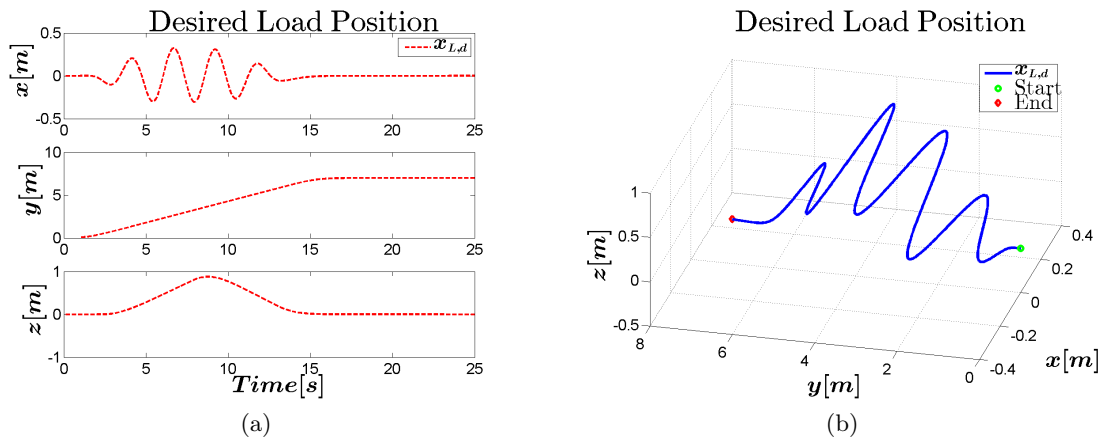 Desired Load Position
x[m]
0.5
0
-0.5
x_{L,d}
0 5 10 15 20 25
y[m]
10
5
0
0 5 10 15 20 25
z[m]
1
0
-1
0 5 10 15 20 25
Time[s]
(a)
Desired Load Position
x_{L,d}
Start
End
z[m]
1
0.5
0
-0.5
8 6 4 2 0
y[m]
-0.4 -0.2 0 0.2 0.4
x[m]
(b)